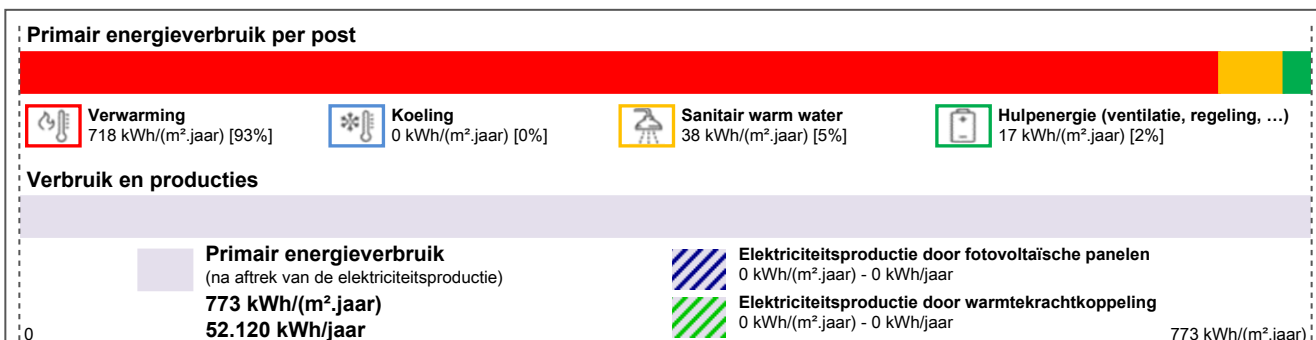 Primair energieverbruik per post
Verwarming
718 kWh/(m².jaar) [93%]
Koeling
0 kWh/(m².jaar) [0%]
Sanitair warm water
38 kWh/(m².jaar) [5%]
Hulpenergie (ventilatie, regeling, …)
17 kWh/(m².jaar) [2%]
Verbruik en producties
Primair energieverbruik
(na aftrek van de elektriciteitsproductie)
773 kWh/(m².jaar)
52.120 kWh/jaar
Elektriciteitsproductie door fotovoltaïsche panelen
0 kWh/(m².jaar) - 0 kWh/jaar
Elektriciteitsproductie door warmtekrachtkoppeling
0 kWh/(m².jaar) - 0 kWh/jaar
0
773 kWh/(m².jaar)